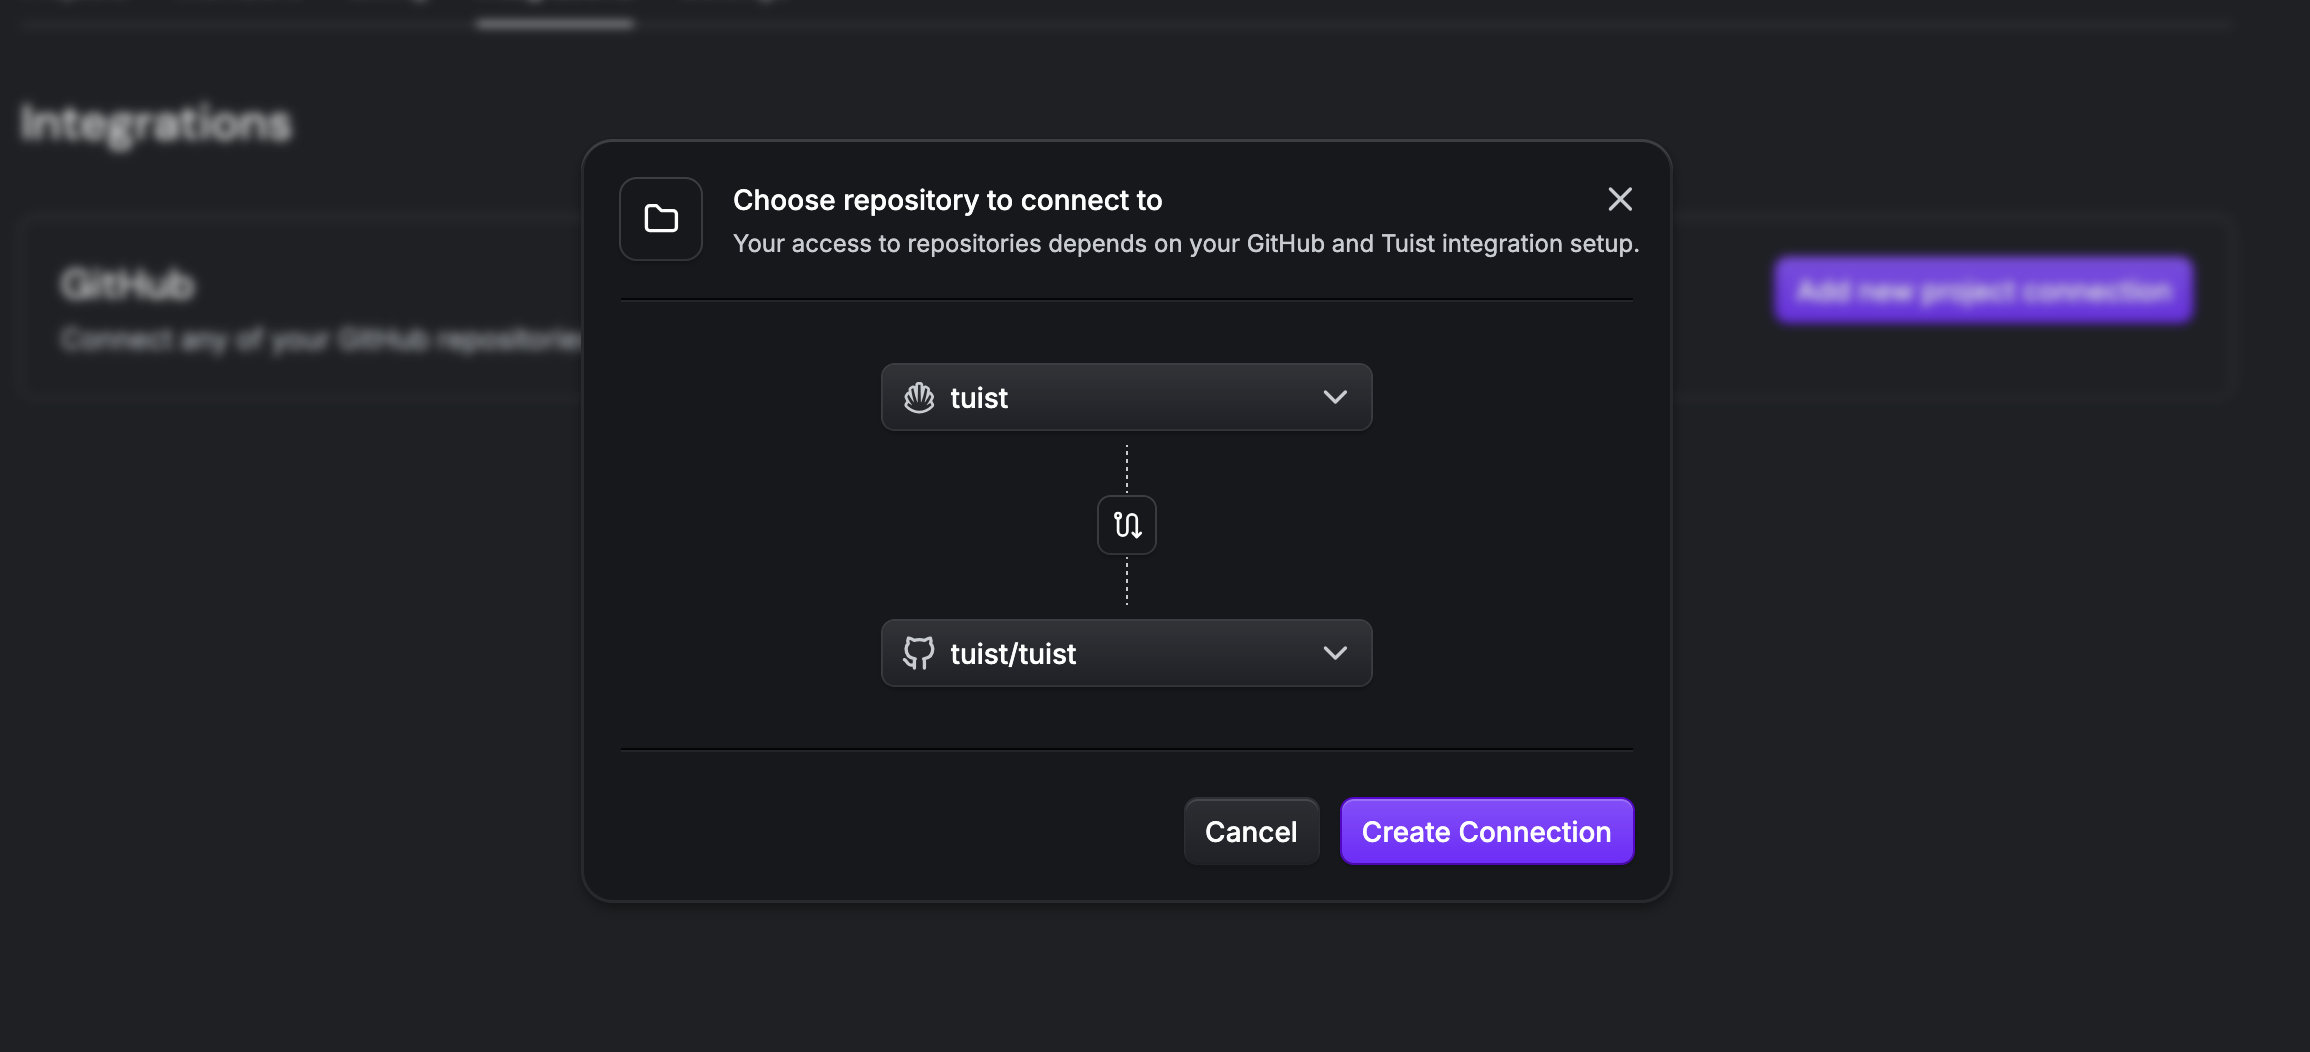 Integrations
GitHub
Connect any of your GitHub repositories
Add new project connection
Choose repository to connect to
Your access to repositories depends on your GitHub and Tuist integration setup.
tuist
tuist/tuist
Cancel
Create Connection